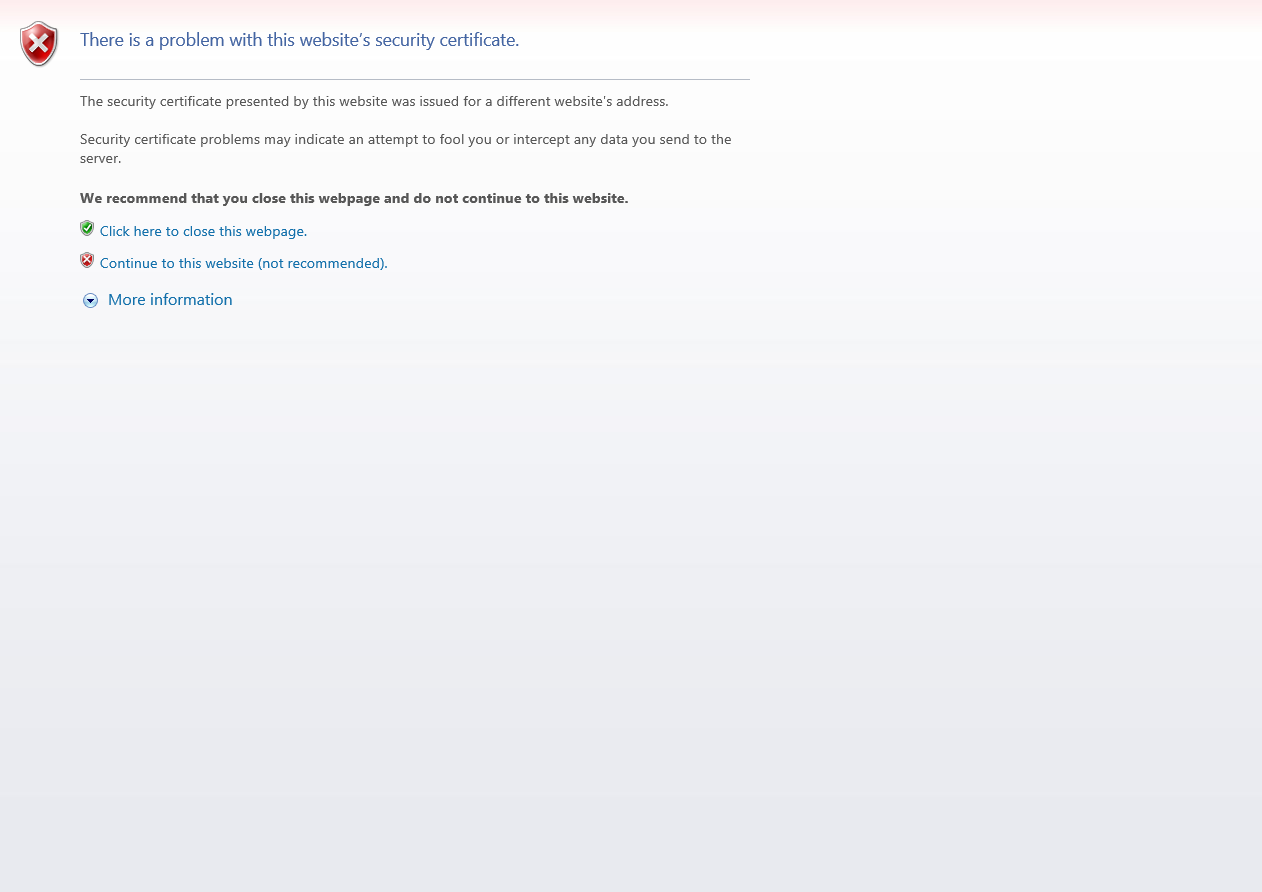 There is a problem with this website's security certificate.
The security certificate presented by this website was issued for a different website's address.
Security certificate problems may indicate an attempt to fool you or intercept any data you send to the
server.
We recommend that you close this webpage and do not continue to this website.
Click here to close this webpage.
Continue to this website (not recommended).
More information